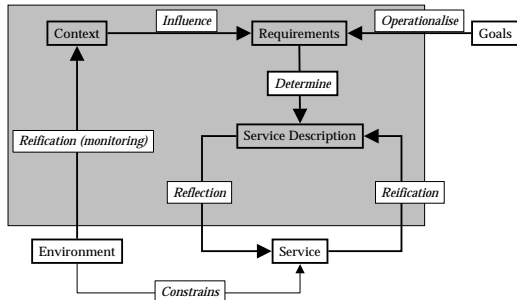 Influence
Operationalise
Context
Requirements
Goals
Determine
Reification (monitoring)
Service Description
Reflection
Reification
Environment
Service
Constrains